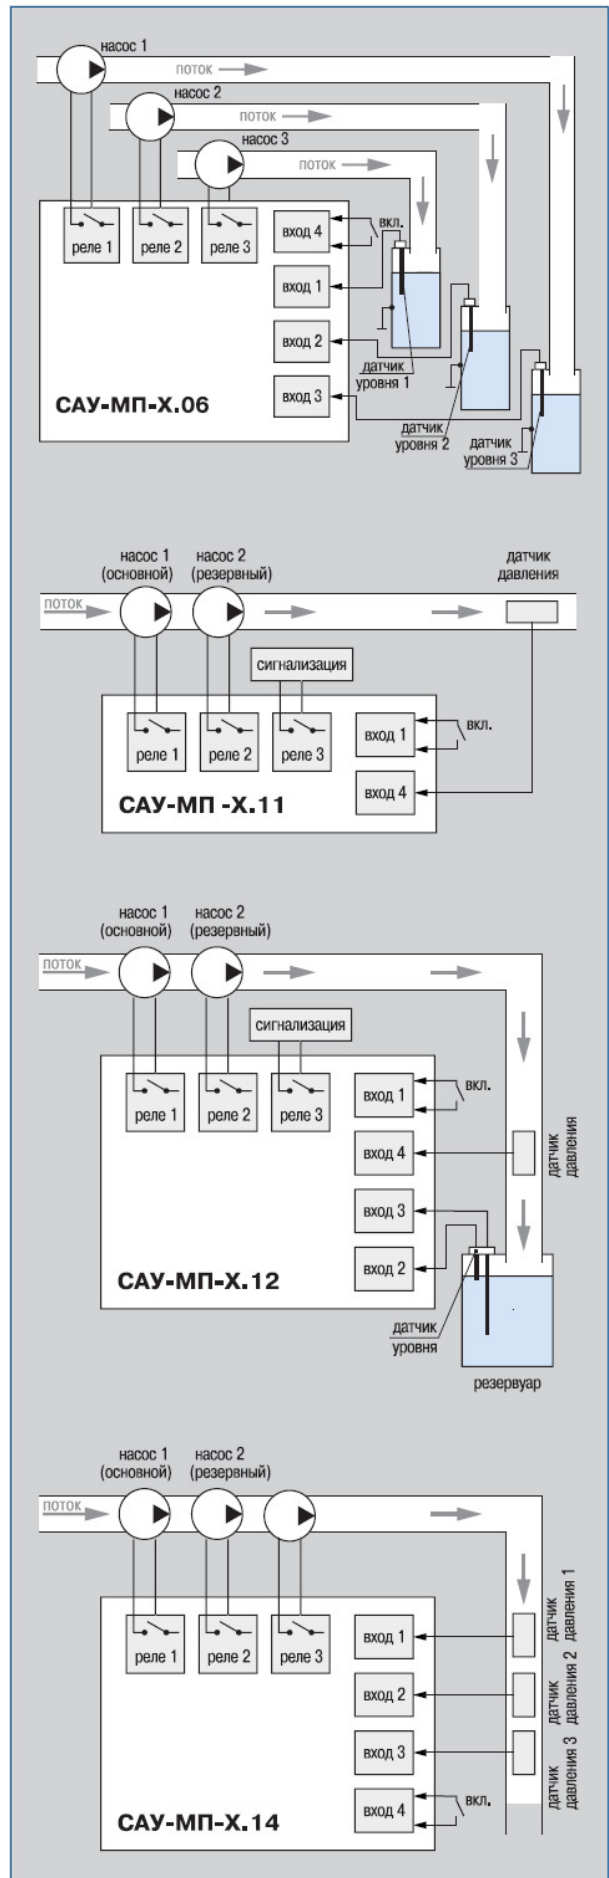 насос 1
поток
насос 2
поток
насос 3
поток
реле 1
реле 2
реле 3
вход 4
вкл.
вход 1
вход 2
вход 3
датчик
уровня 1
датчик
уровня 2
датчик
уровня 3
САУ-МП-Х.06
насос 1
(основной)
насос 2
(резервный)
датчик
давления
поток
сигнализация
реле 1
реле 2
реле 3
вход 1
вкл.
вход 4
САУ-МП -Х.11
насос 1
(основной)
насос 2
(резервный)
поток
сигнализация
реле 1
реле 2
реле 3
вход 1
вкл.
вход 4
датчик
давления
вход 3
вход 2
САУ-МП-Х.12
датчик
уровня
резервуар
насос 1
(основной)
насос 2
(резервный)
поток
реле 1
реле 2
реле 3
вход 1
датчик
давления 1
вход 2
датчик
давления 2
вход 3
датчик
давления 3
вход 4
вкл.
САУ-МП-Х.14